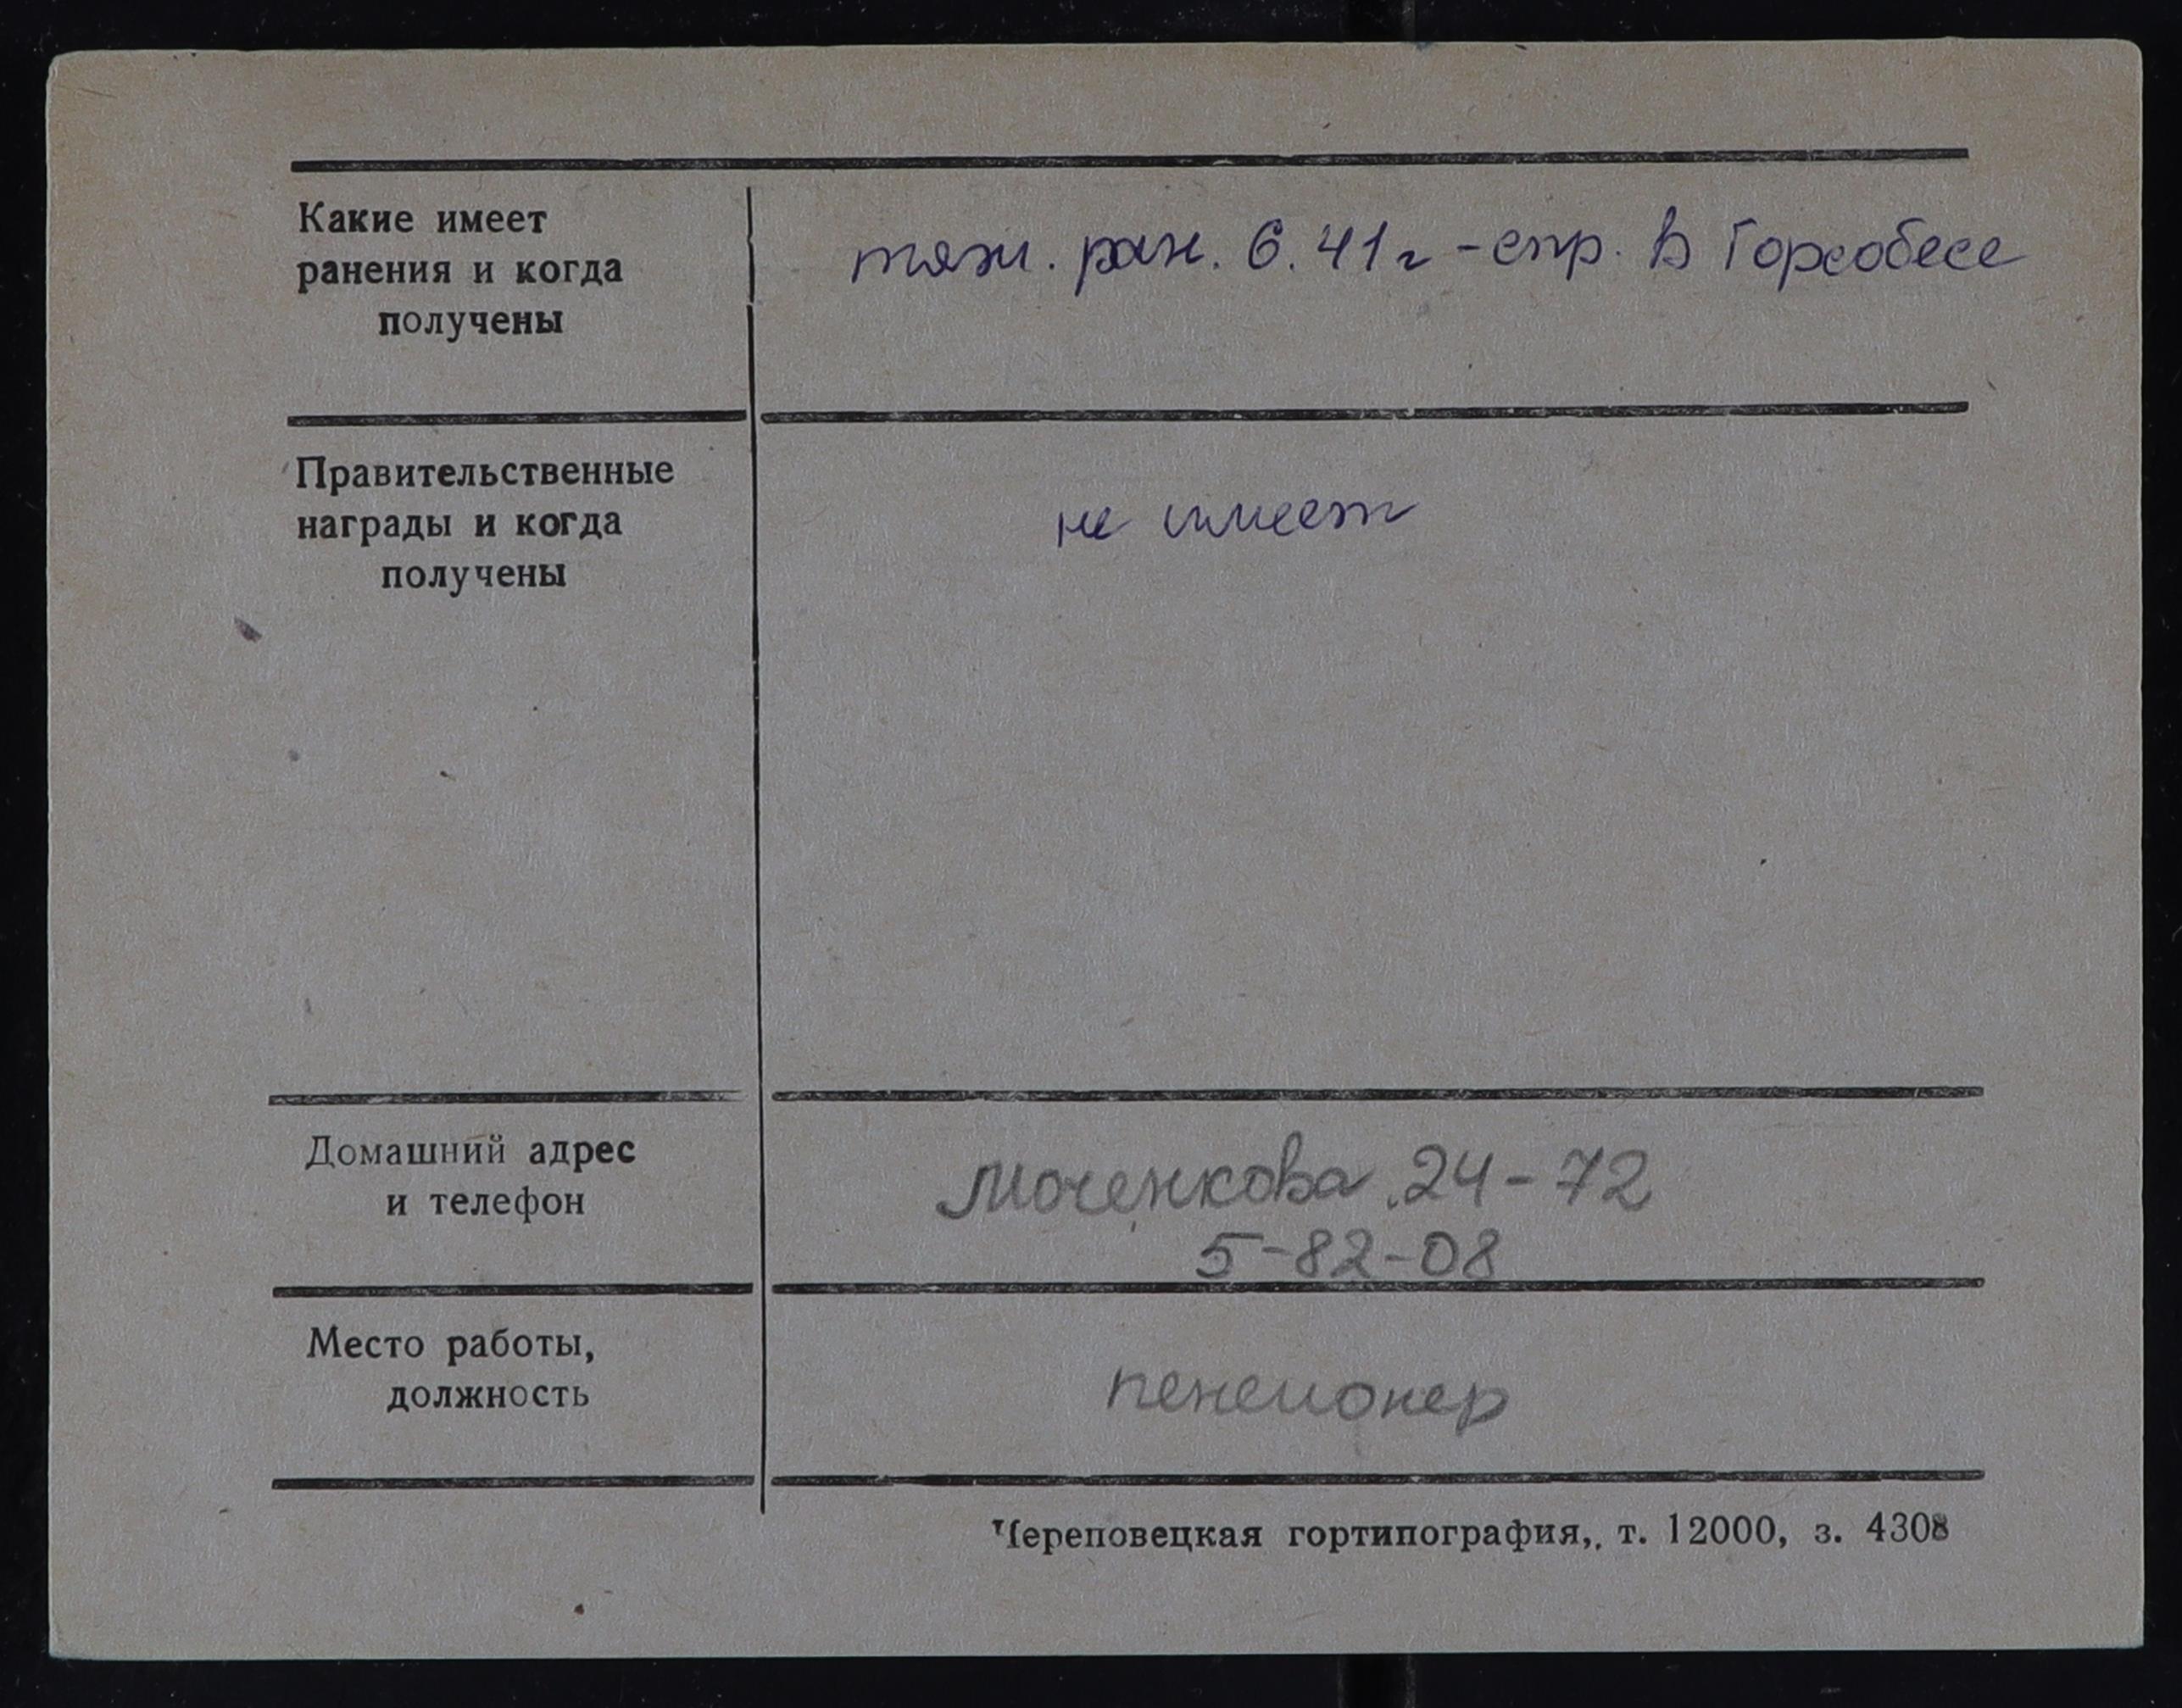 Какие имеет
ранения и когда
получены
тяж. ран. 6.41г - спр. в Горсобесе
Правительственные
награды и когда
получены
не имеет
Домашний адрес
и телефон
Моченкова 24-72
5-82-08
Место работы,
должность
пенсионер
Череповецкая гортипография,. т. 12000, з. 4308